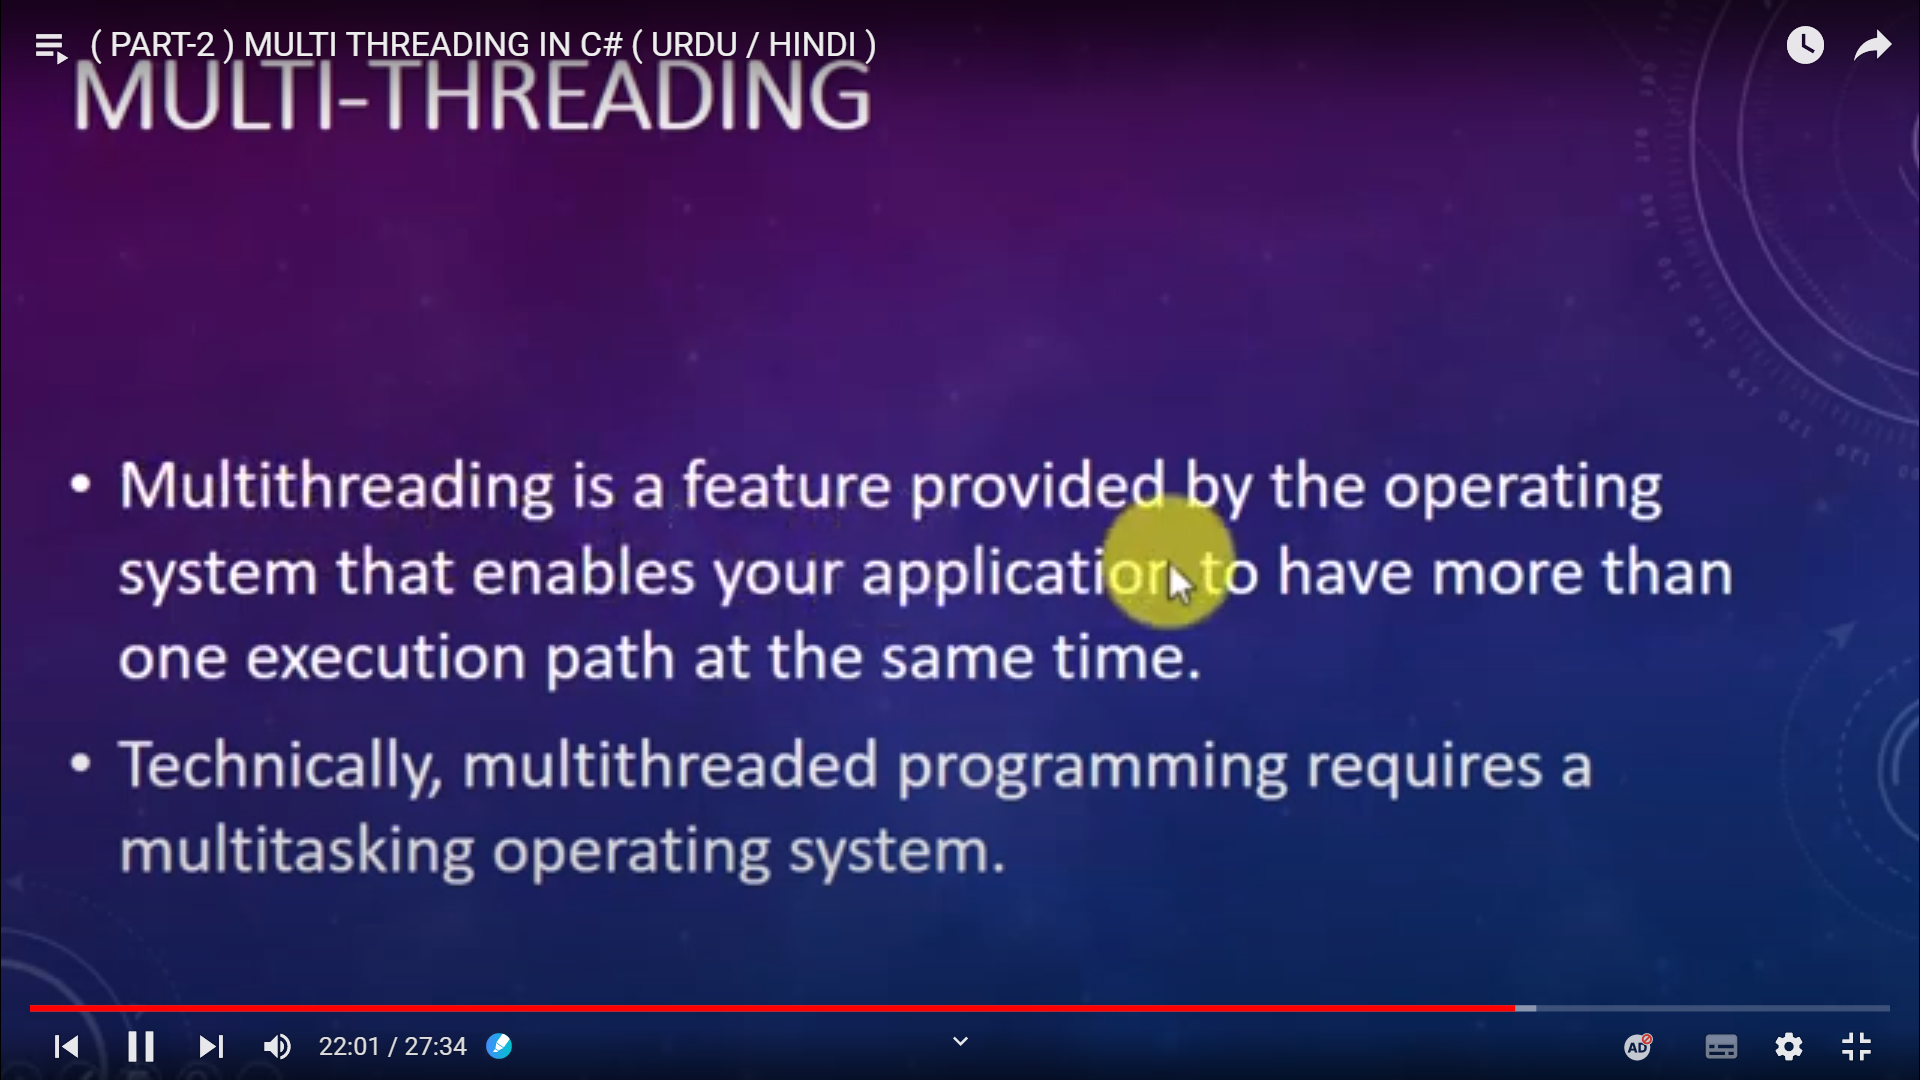 ( PART-2 ) MULTI THREADING IN C# ( URDU / HINDI )
MULTI-THREADING
• Multithreading is a feature provided by the operating
system that enables your application to have more than
one execution path at the same time.
• Technically, multithreaded programming requires a
multitasking operating system.
22:01 / 27:34
AD